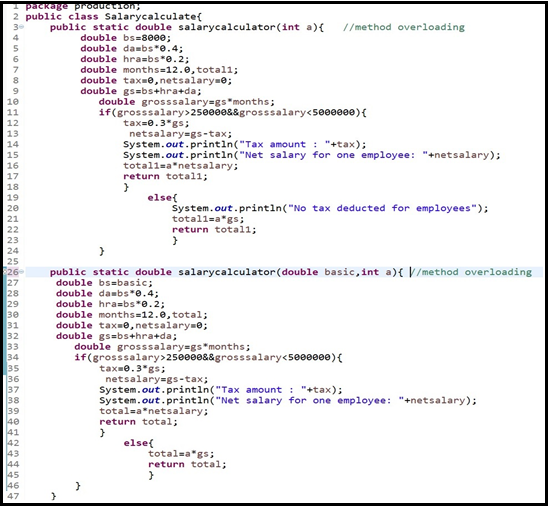 1 package production;
2 public class Salarycalculate{
3 public static double salarycalculator(int a){ //method overloading
4 double bs=8000;
5 double da=bs*0.4;
6 double hra=bs*0.2;
7 double months=12.0,total1;
8 double tax=0,netsalary=0;
9 double gs=bs+hra+da;
10 double grosssalary=gs*months;
11 if(grosssalary>250000&&grosssalary<5000000){
12 tax=0.3*gs;
13 netsalary=gs-tax;
14 System.out.println("Tax amount : "+tax);
15 System.out.println("Net salary for one employee: "+netsalary);
16 total1=a*netsalary;
17 return total1;
18 }
19 else{
20 System.out.println("No tax deducted for employees");
21 total1=a*gs;
22 return total1;
23 }
24 }
25
26 public static double salarycalculator(double basic,int a){ //method overloading
27 double bs=basic;
28 double da=bs*0.4;
29 double hra=bs*0.2;
30 double months=12.0,total;
31 double tax=0,netsalary=0;
32 double gs=bs+hra+da;
33 double grosssalary=gs*months;
34 if(grosssalary>250000&&grosssalary<5000000){
35 tax=0.3*gs;
36 netsalary=gs-tax;
37 System.out.println("Tax amount : "+tax);
38 System.out.println("Net salary for one employee: "+netsalary);
39 total=a*netsalary;
40 return total;
41 }
42 else{
43 total=a*gs;
44 return total;
45 }
46 }
47 }